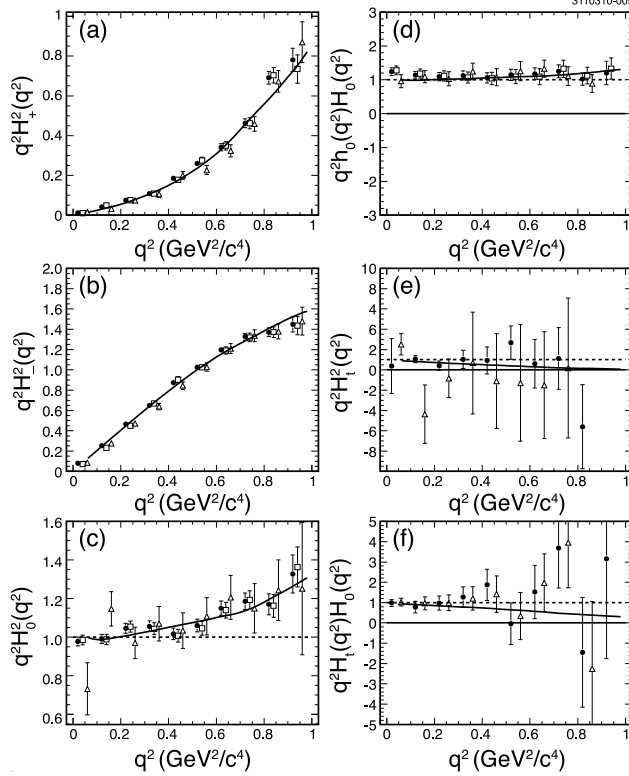 (a)
q²H²₊(q²)
1
0.8
0.6
0.4
0.2
0
0 0.2 0.4 0.6 0.8 1
q² (GeV²/c⁴)
(d)
q²h₀(q²)H₀(q²)
3
2
1
0
-1
-2
-3
0 0.2 0.4 0.6 0.8 1
q² (GeV²/c⁴)
(b)
q²H²₋(q²)
2.0
1.8
1.6
1.4
1.2
1.0
0.8
0.6
0.4
0.2
0.0
0 0.2 0.4 0.6 0.8 1
q² (GeV²/c⁴)
(e)
q²Hₜ²(q²)
10
8
6
4
2
0
-2
-4
-6
-8
0 0.2 0.4 0.6 0.8 1
q² (GeV²/c⁴)
(c)
q²H₀²(q²)
1.6
1.4
1.2
1.0
0.8
0.6
0 0.2 0.4 0.6 0.8 1
q² (GeV²/c⁴)
(f)
q²Hₜ(q²)H₀(q²)
5
4
3
2
1
0
-1
-2
-3
-4
-5
0 0.2 0.4 0.6 0.8 1
q² (GeV²/c⁴)